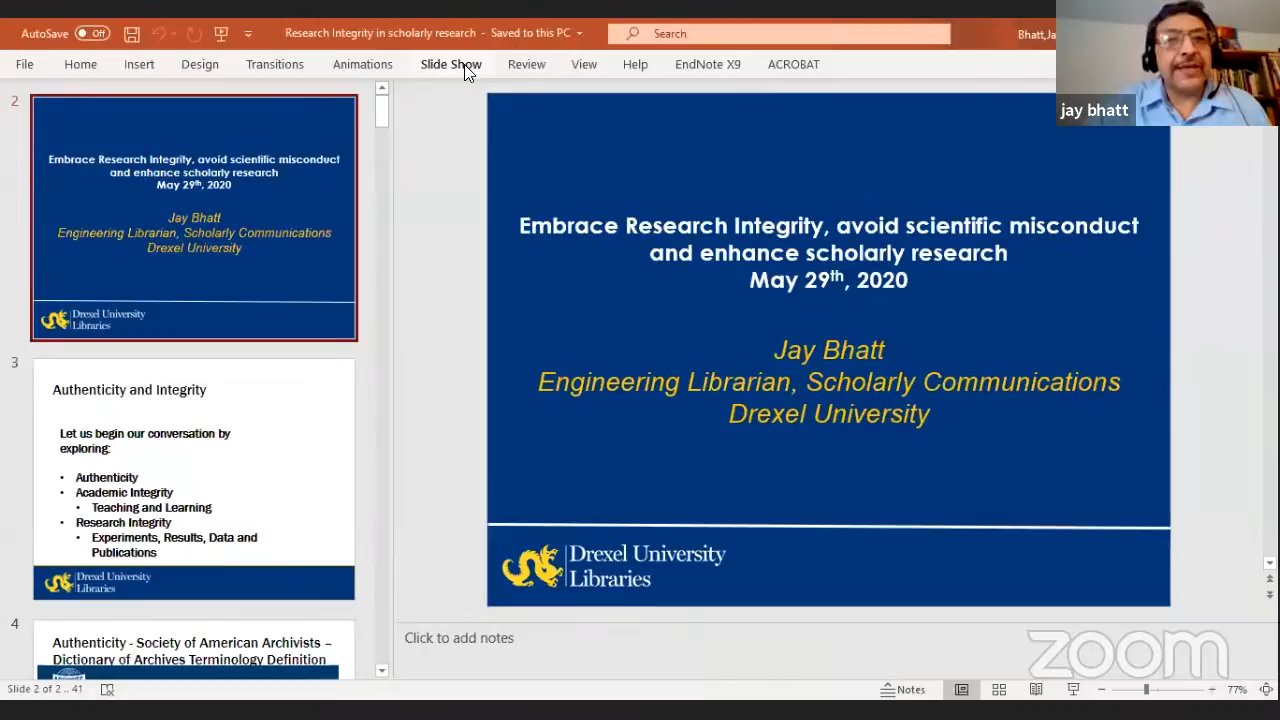 AutoSave Off
Research Integrity in scholarly research - Saved to this PC
Search
Bhatt,Ja
File Home Insert Design Transitions Animations Slide Show Review View Help EndNote X9 ACROBAT
jay bhatt
2
Embrace Research Integrity, avoid scientific misconduct
and enhance scholarly research
May 29th, 2020
Jay Bhatt
Engineering Librarian, Scholarly Communications
Drexel University
Drexel University
Libraries
3
Authenticity and Integrity
Let us begin our conversation by
exploring:
• Authenticity
• Academic Integrity
• Teaching and Learning
• Research Integrity
• Experiments, Results, Data and
Publications
Drexel University
Libraries
4
Authenticity - Society of American Archivists –
Dictionary of Archives Terminology Definition
Embrace Research Integrity, avoid scientific misconduct
and enhance scholarly research
May 29th, 2020
Jay Bhatt
Engineering Librarian, Scholarly Communications
Drexel University
Drexel University
Libraries
Click to add notes
zoom
Slide 2 of 2 .. 41
Notes
77%